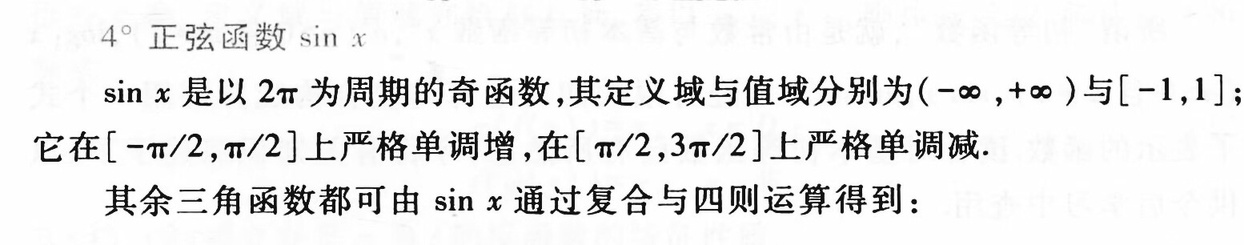 4° 正弦函数 sin x
sin x 是以 2π 为周期的奇函数,其定义域与值域分别为(-∞,+∞)与[-1,1];
它在[-π/2,π/2]上严格单调增,在[π/2,3π/2]上严格单调减.
其余三角函数都可由 sin x 通过复合与四则运算得到: